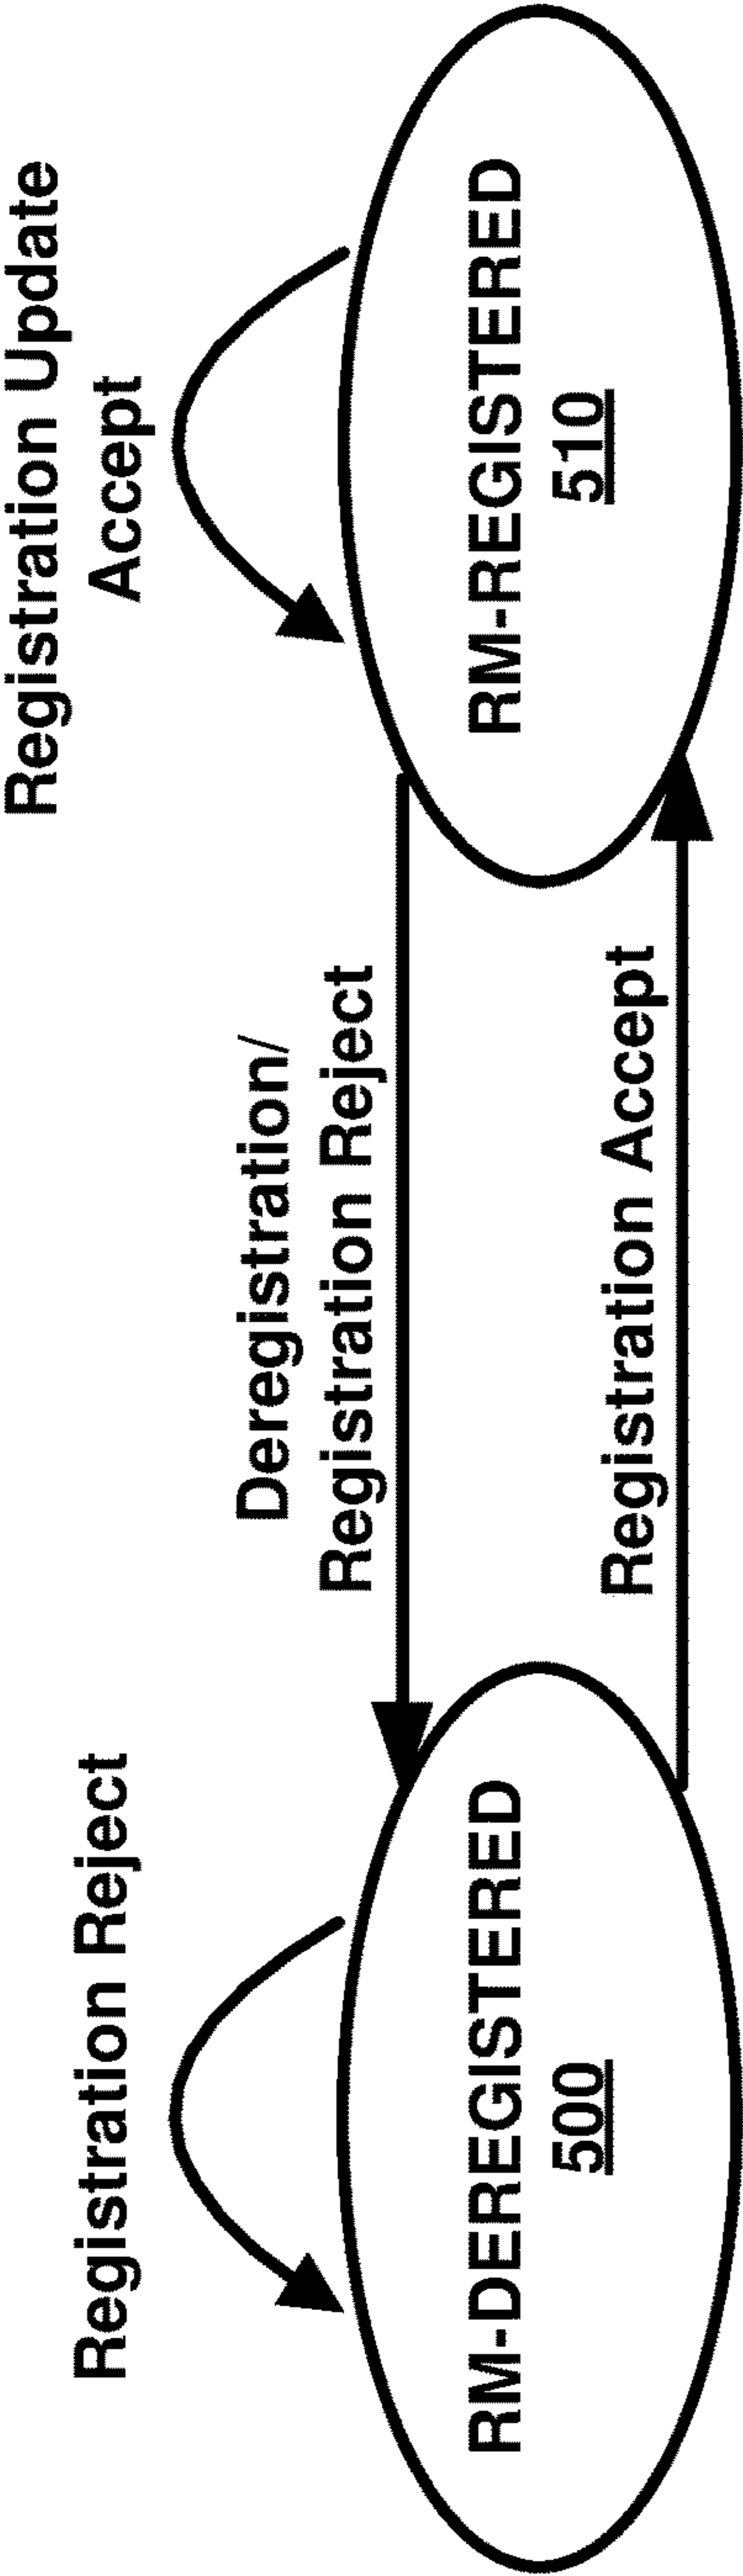 Registration Reject
RM-DEREGISTERED
500
Deregistration/
Registration Reject
Registration Accept
Registration Update
Accept
RM-REGISTERED
510